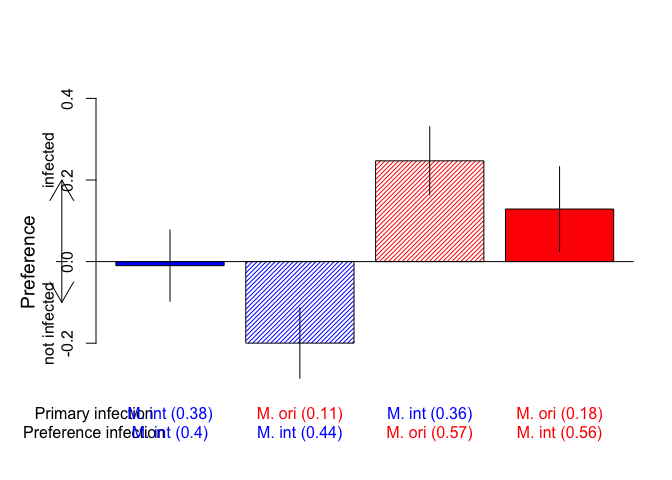 0.4
0.2
0.0
-0.2
infected
Preference
not infected
Primary infection M. int (0.38) M. ori (0.11) M. int (0.36) M. ori (0.18)
Preference infection M. int (0.4) M. int (0.44) M. ori (0.57) M. int (0.56)